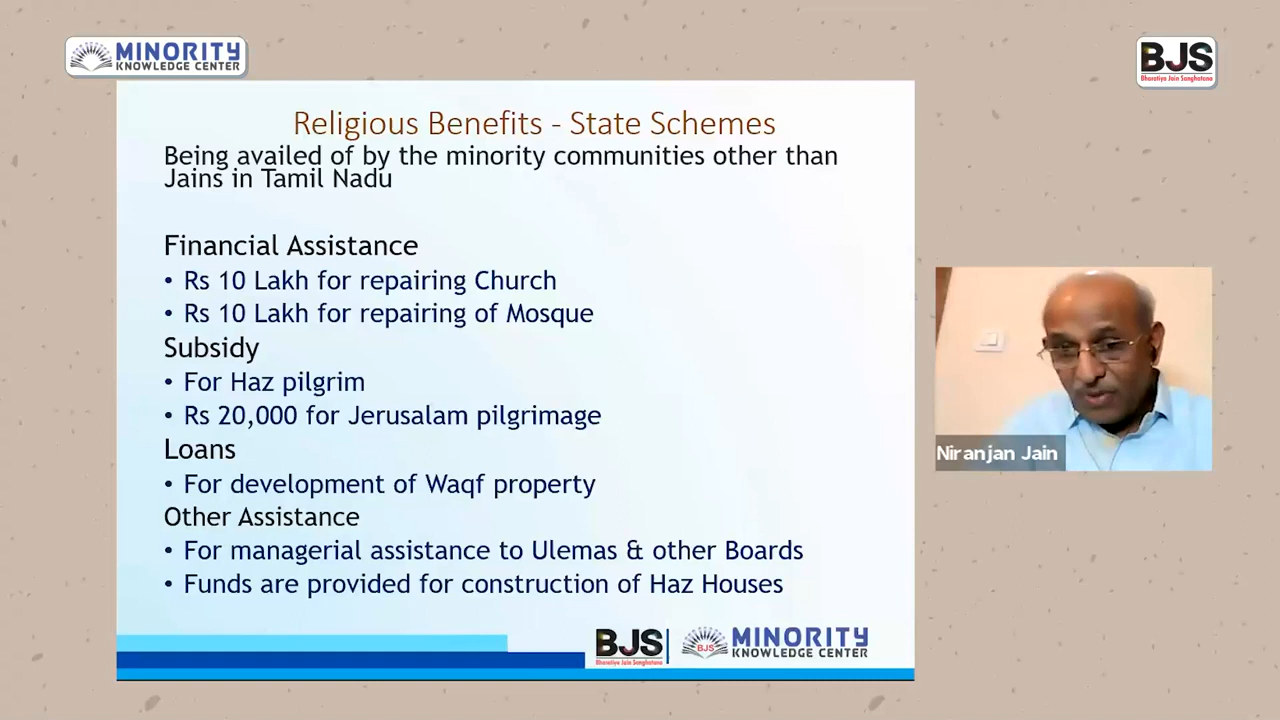 MINORITY
KNOWLEDGE CENTER
BJS
Bharatiya Jain Sanghatana
Religious Benefits - State Schemes
Being availed of by the minority communities other than
Jains in Tamil Nadu
Financial Assistance
• Rs 10 Lakh for repairing Church
• Rs 10 Lakh for repairing of Mosque
Subsidy
• For Haz pilgrim
• Rs 20,000 for Jerusalam pilgrimage
Loans
• For development of Waqf property
Other Assistance
• For managerial assistance to Ulemas & other Boards
• Funds are provided for construction of Haz Houses
Niranjan Jain
BJS
Bharatiya Jain Sanghatana
BJS
MINORITY
KNOWLEDGE CENTER